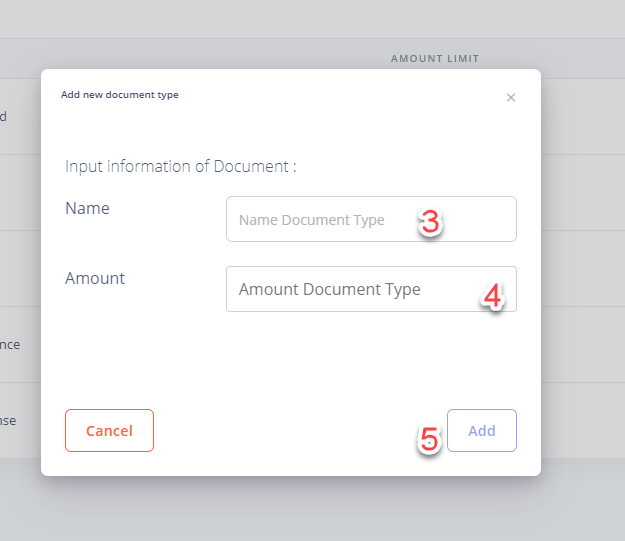 AMOUNT LIMIT
Add new document type
×
d
Input information of Document :
Name
Name Document Type
3
Amount
Amount Document Type
4
nce
nse
Cancel
5
Add